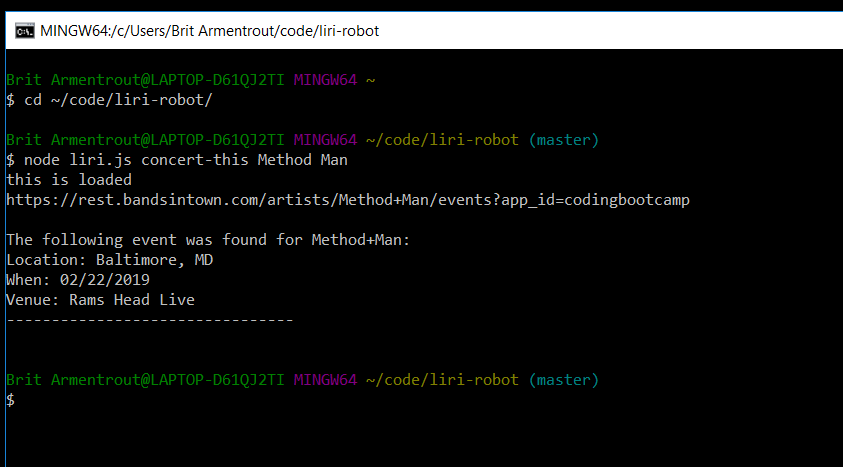 MINGW64:/c/Users/Brit Armentrout/code/liri-robot
Brit Armentrout@LAPTOP-D61QJ2TI MINGW64 ~
$ cd ~/code/liri-robot/
Brit Armentrout@LAPTOP-D61QJ2TI MINGW64 ~/code/liri-robot (master)
$ node liri.js concert-this Method Man
this is loaded
https://rest.bandsintown.com/artists/Method+Man/events?app_id=codingbootcamp
The following event was found for Method+Man:
Location: Baltimore, MD
When: 02/22/2019
Venue: Rams Head Live
--------------------------------
Brit Armentrout@LAPTOP-D61QJ2TI MINGW64 ~/code/liri-robot (master)
$